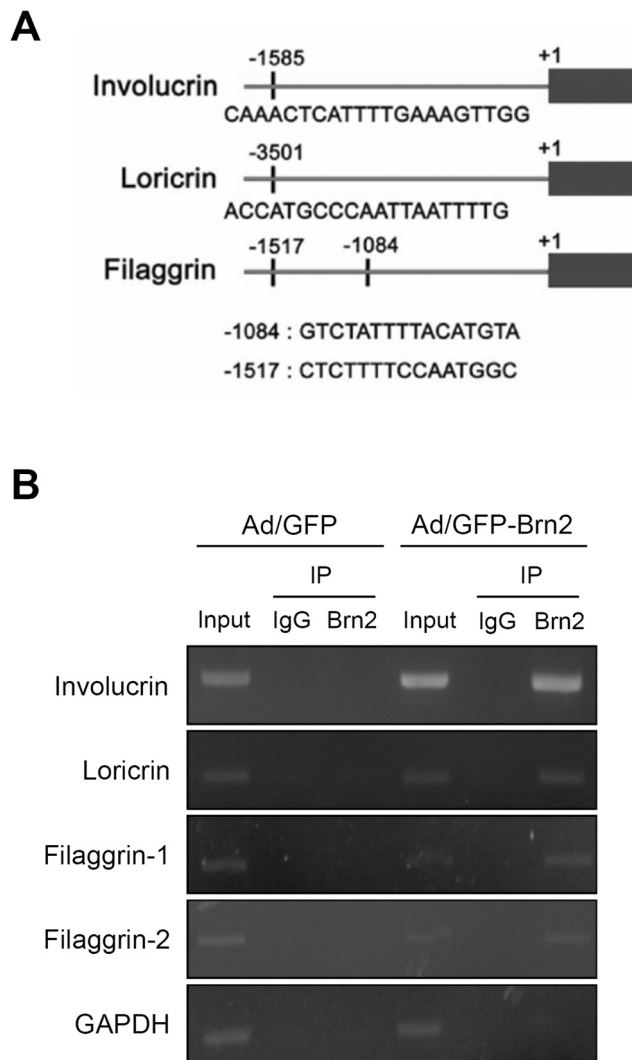 A
-1585
+1
Involucrin
CAAACTCATTTTGAAAGTTGG
-3501
+1
Loricrin
ACCATGCCCAATTAATTTTG
-1517
-1084
+1
Filaggrin
-1084 : GTCTATTTTACATGTA
-1517 : CTCTTTTCCAATGGC
B
Ad/GFP
Ad/GFP-Brn2
IP
IP
Input IgG Brn2 Input IgG Brn2
Involucrin
Loricrin
Filaggrin-1
Filaggrin-2
GAPDH